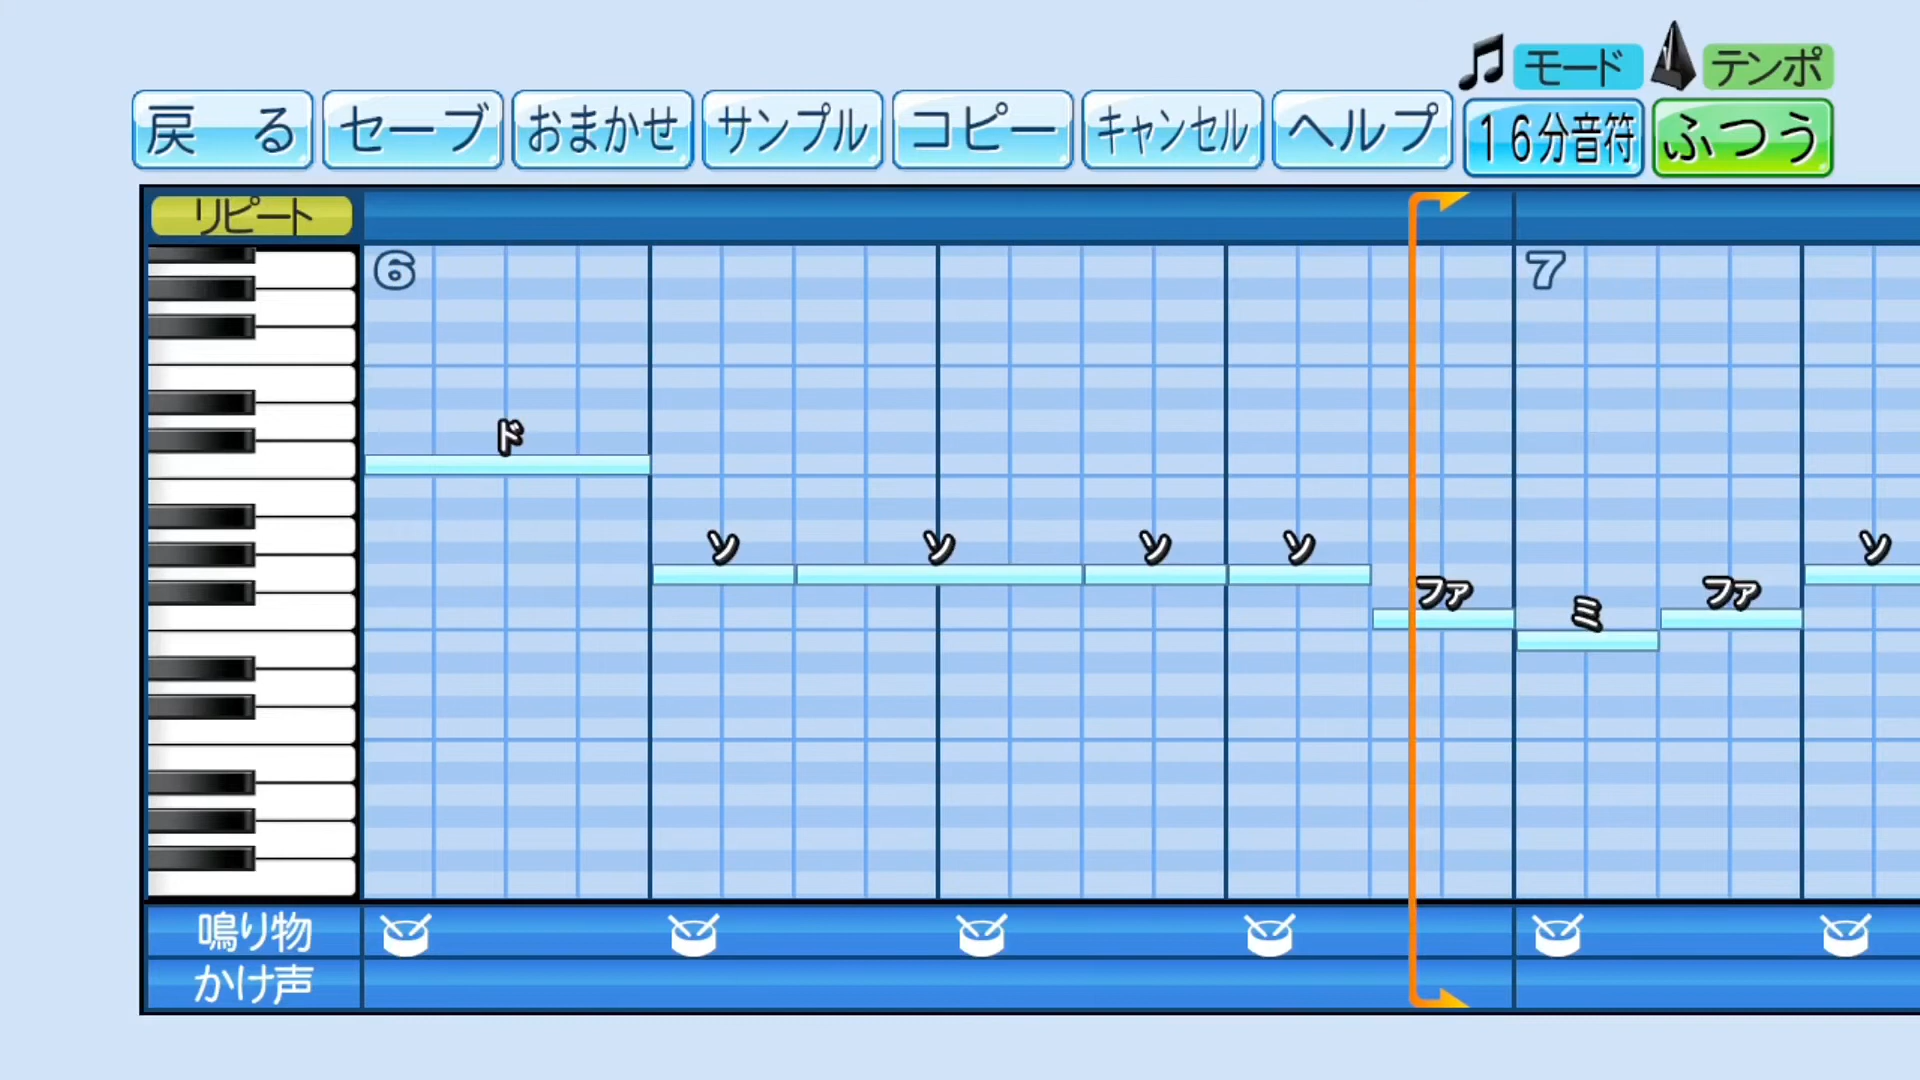 モード テンポ
戻る セーブ おまかせ サンプル コピー キャンセル ヘルプ 16分音符 ふつう
リピート
6 7
ド
ソ ソ ソ ソ ソ
ファ ミ ファ
鳴り物
かけ声